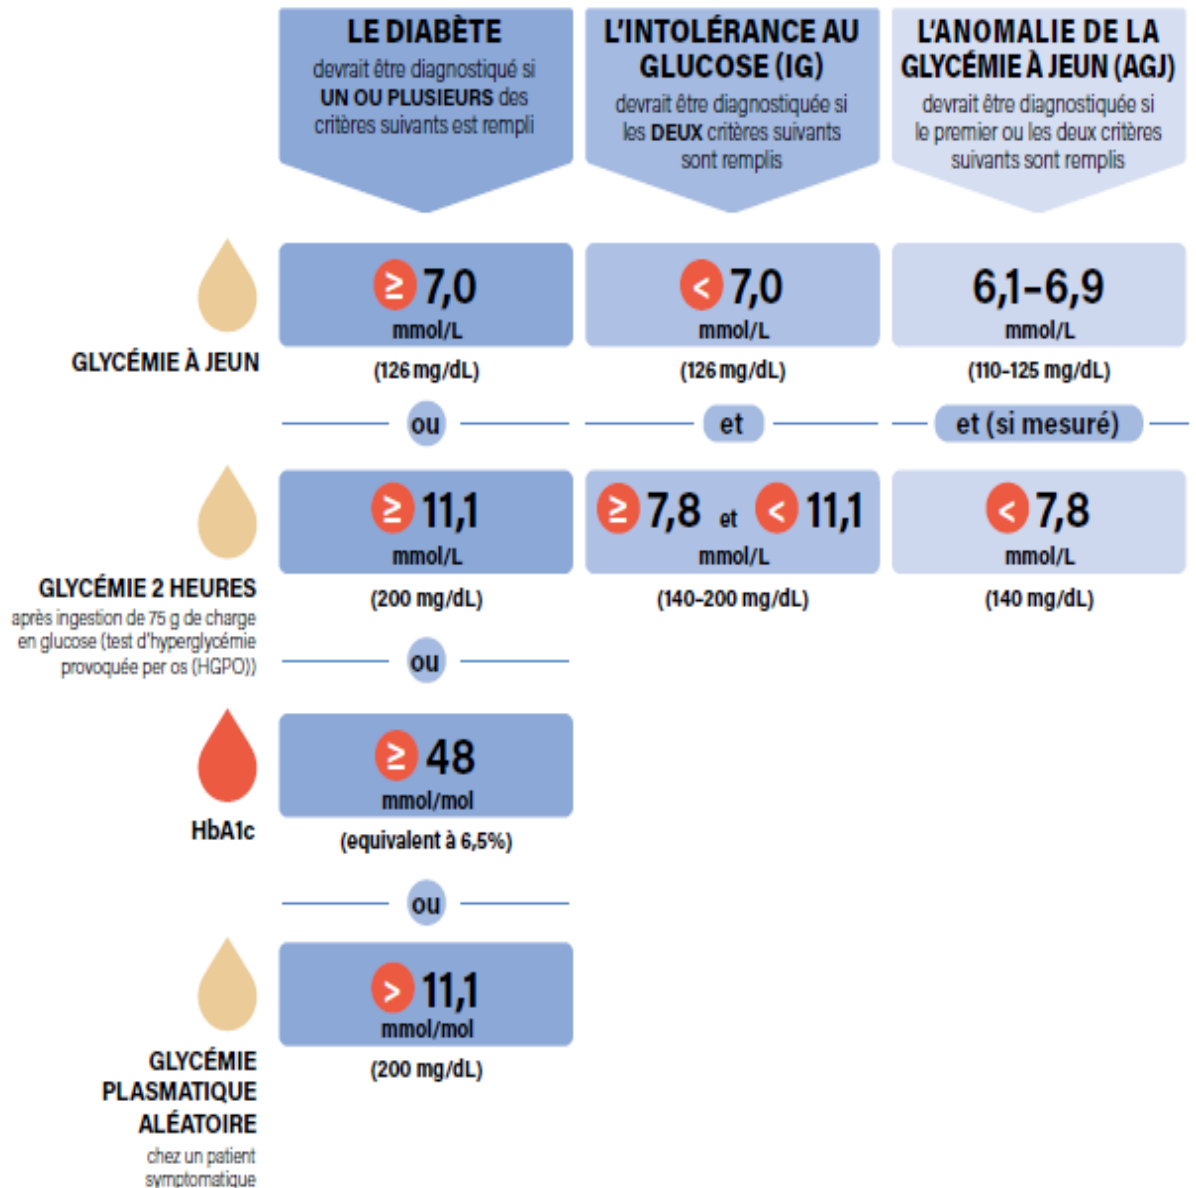 LE DIABÈTE
devrait être diagnostiqué si
UN OU PLUSIEURS des
critères suivants est rempli
L'INTOLÉRANCE AU
GLUCOSE (IG)
devrait être diagnostiquée si
les DEUX critères suivants
sont remplis
L'ANOMALIE DE LA
GLYCÉMIE À JEUN (AGJ)
devrait être diagnostiquée si
le premier ou les deux critères
suivants sont remplis
GLYCÉMIE À JEUN
≥ 7,0
mmol/L
(126 mg/dL)
< 7,0
mmol/L
(126 mg/dL)
6,1–6,9
mmol/L
(110–125 mg/dL)
ou
et
et (si mesuré)
GLYCÉMIE 2 HEURES
après ingestion de 75 g de charge
en glucose (test d'hyperglycémie
provoquée per os (HGPO))
≥ 11,1
mmol/L
(200 mg/dL)
≥ 7,8 et < 11,1
mmol/L
(140–200 mg/dL)
< 7,8
mmol/L
(140 mg/dL)
ou
HbA1c
≥ 48
mmol/mol
(equivalent à 6,5%)
ou
GLYCÉMIE
PLASMATIQUE
ALÉATOIRE
chez un patient
symptomatique
> 11,1
mmol/mol
(200 mg/dL)